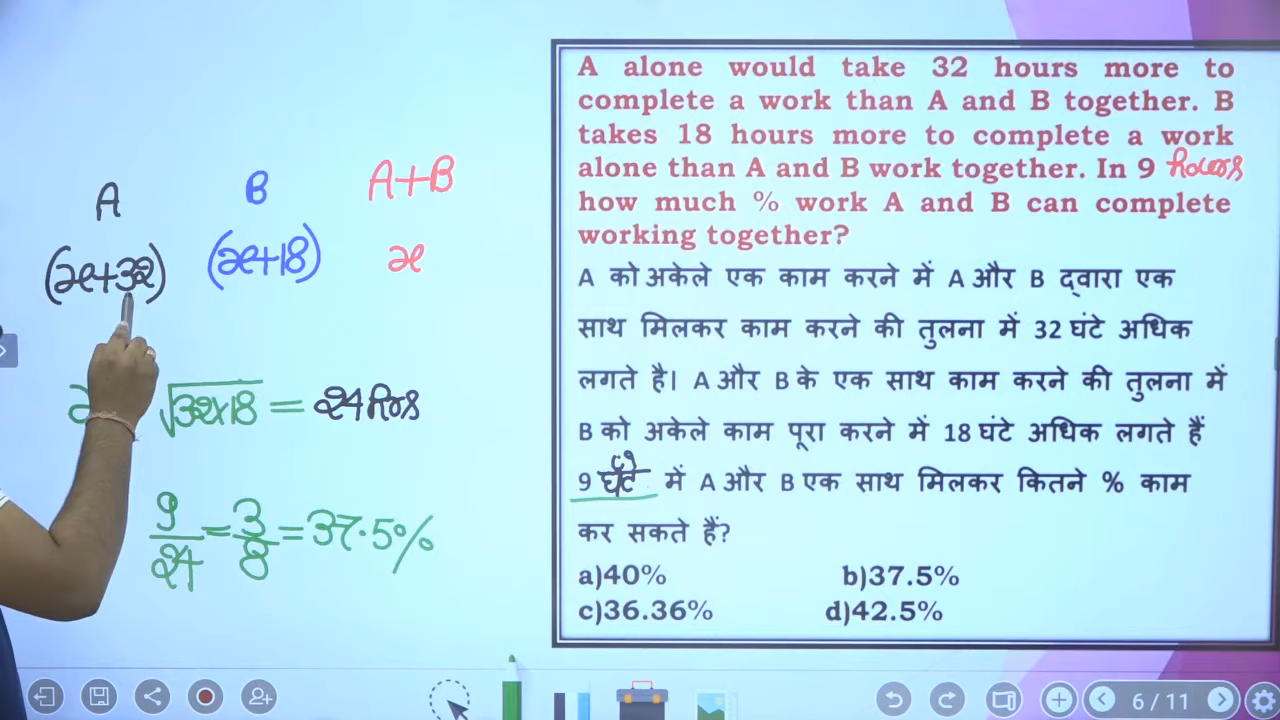 A B A+B
(x+32) (x+18) x
√32×18 = 24 Hrs
9/24 = 3/8 = 37.5%
A alone would take 32 hours more to
complete a work than A and B together. B
takes 18 hours more to complete a work
alone than A and B work together. In 9 Hours
how much % work A and B can complete
working together?
A को अकेले एक काम करने में A और B द्वारा एक
साथ मिलकर काम करने की तुलना में 32 घंटे अधिक
लगते है। A और B के एक साथ काम करने की तुलना में
B को अकेले काम पूरा करने में 18 घंटे अधिक लगते हैं
9 घंटे में A और B एक साथ मिलकर कितने % काम
कर सकते हैं?
a)40% b)37.5%
c)36.36% d)42.5%
6 / 11